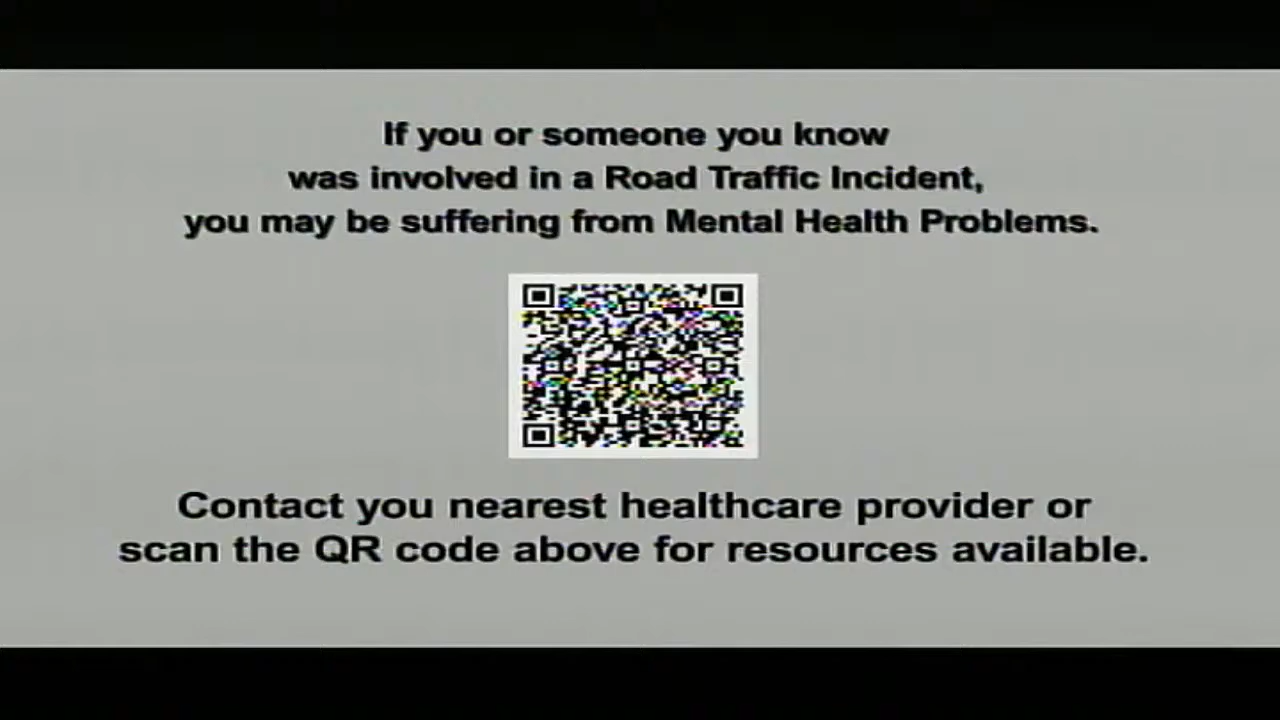 If you or someone you know
was involved in a Road Traffic Incident,
you may be suffering from Mental Health Problems.
Contact you nearest healthcare provider or
scan the QR code above for resources available.